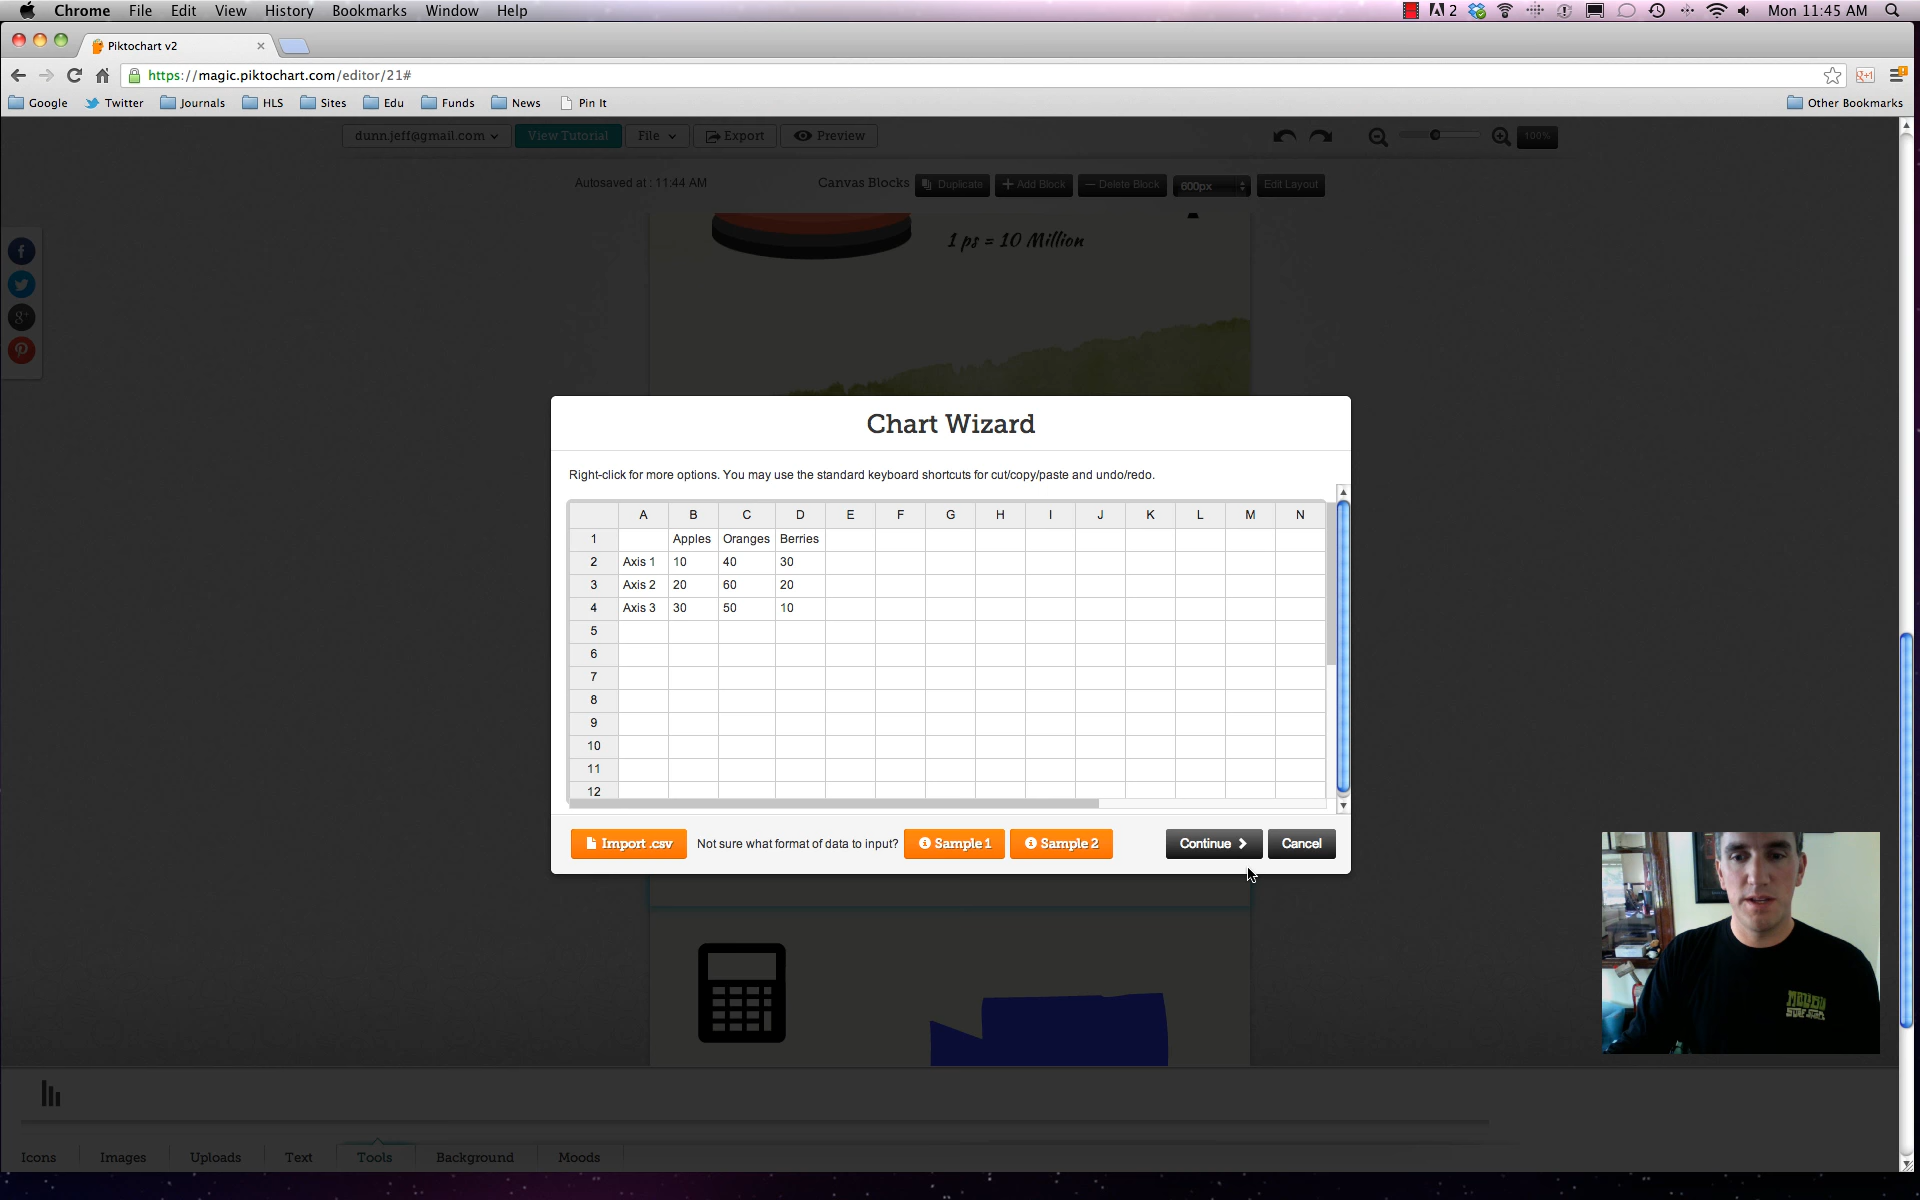 Chrome File Edit View History Bookmarks Window Help 2 Mon 11:45 AM
Piktochart v2
https://magic.piktochart.com/editor/21#
Google Twitter Journals HLS Sites Edu Funds News Pin It Other Bookmarks
dunn.jeff@gmail.com View Tutorial File Export Preview 100%
Autosaved at : 11:44 AM Canvas Blocks Duplicate Add Block Delete Block 600px Edit Layout
1 ps = 10 Million
Chart Wizard
Right-click for more options. You may use the standard keyboard shortcuts for cut/copy/paste and undo/redo.
A B C D E F G H I J K L M N
1 Apples Oranges Berries
2 Axis 1 10 40 30
3 Axis 2 20 60 20
4 Axis 3 30 50 10
5
6
7
8
9
10
11
12
Import .csv Not sure what format of data to input? Sample 1 Sample 2 Continue Cancel
Icons Images Uploads Text Tools Background Moods